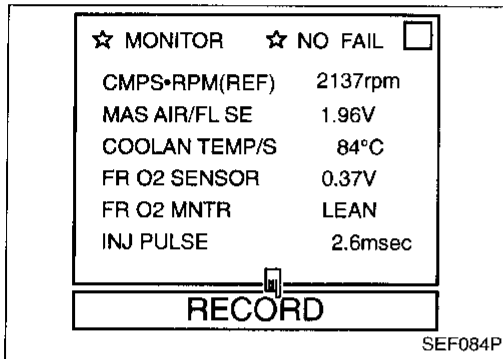 ☆ MONITOR ☆ NO FAIL
CMPS•RPM(REF) 2137rpm
MAS AIR/FL SE 1.96V
COOLAN TEMP/S 84°C
FR O2 SENSOR 0.37V
FR O2 MNTR LEAN
INJ PULSE 2.6msec
RECORD
SEF084P